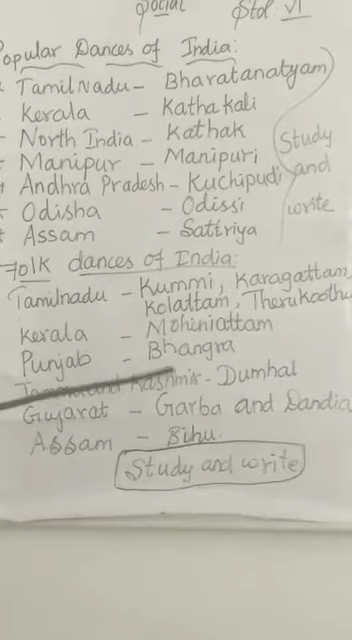 Social Std. VI
Popular Dances of India:
Tamilnadu - Bharatanatyam
Kerala - Kathakali
North India - Kathak
Manipur - Manipuri
Andhra Pradesh - Kuchipudi
Odisha - Odissi
Assam - Sattriya
Study
and
write
Folk dances of India:
Tamilnadu - Kummi, Karagattam,
Kolattam, Therukoothu
Kerala - Mohiniattam
Punjab - Bhangra
Jammu and Kashmir - Dumhal
Gujarat - Garba and Dandia
Assam - Bihu.
Study and write